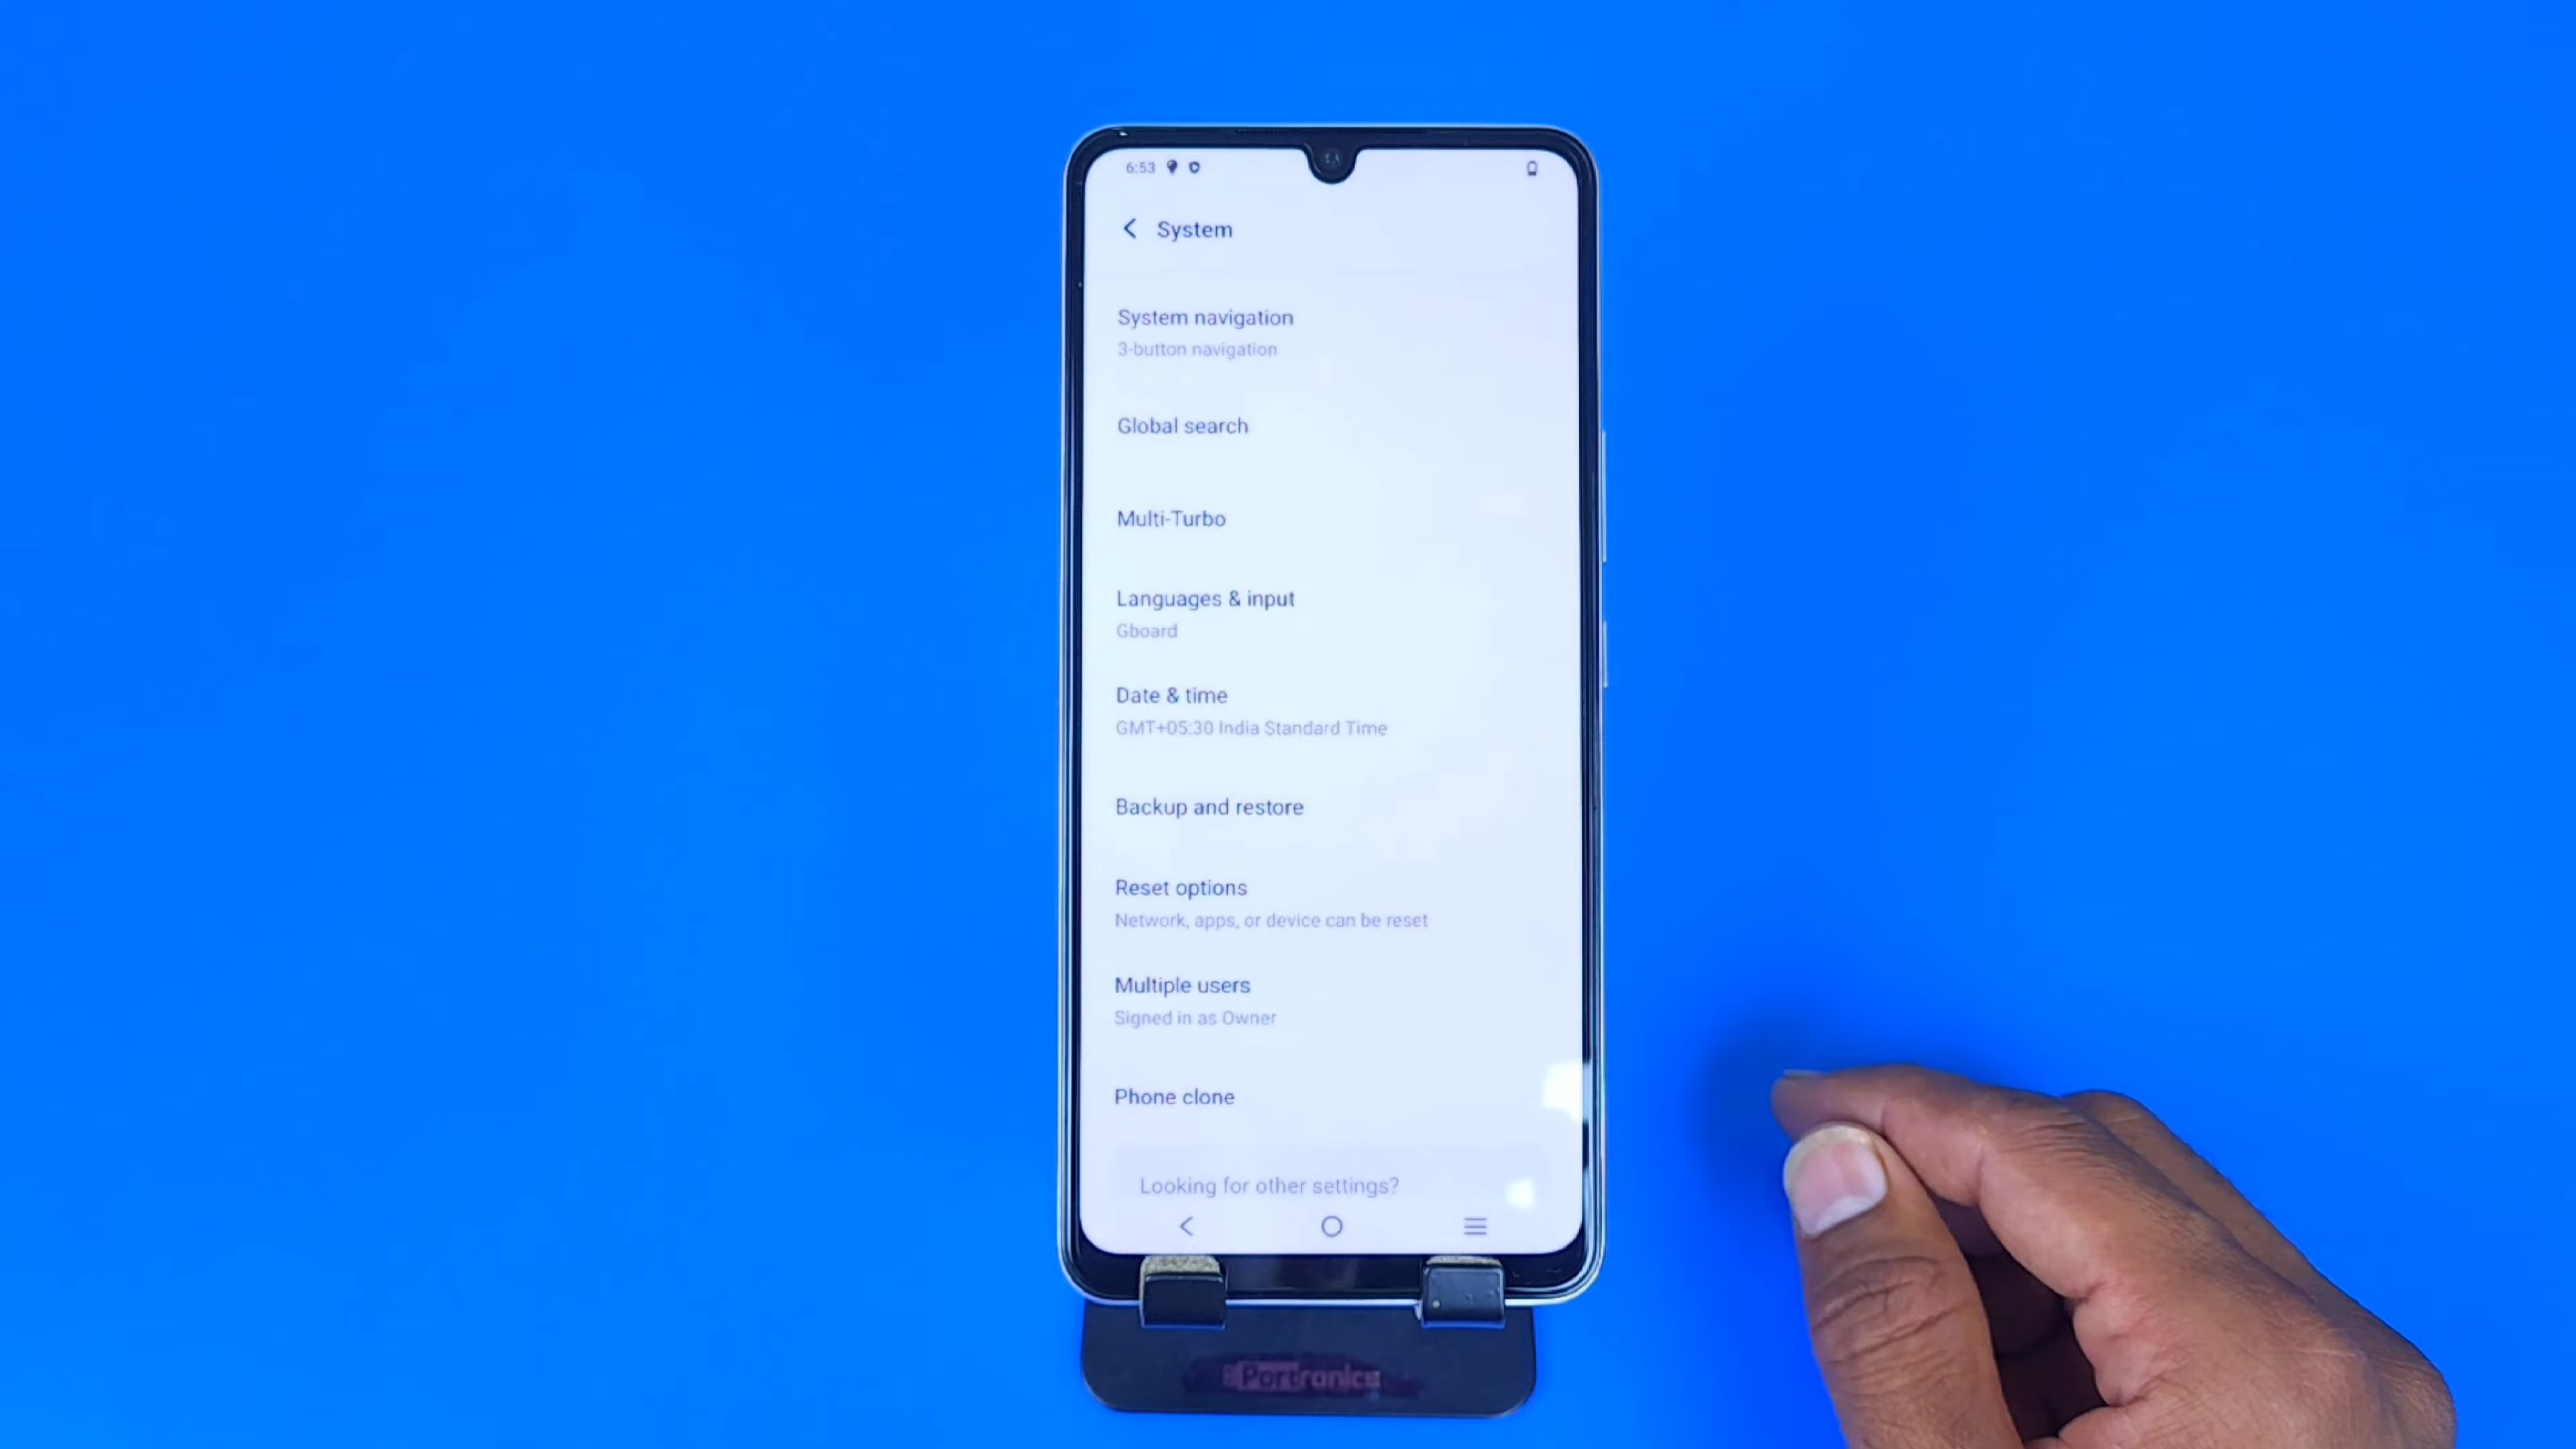 6:53
System
System navigation
3-button navigation
Global search
Multi-Turbo
Languages & input
Gboard
Date & time
GMT+05:30 India Standard Time
Backup and restore
Reset options
Network, apps, or device can be reset
Multiple users
Signed in as Owner
Phone clone
Looking for other settings?
Portronics